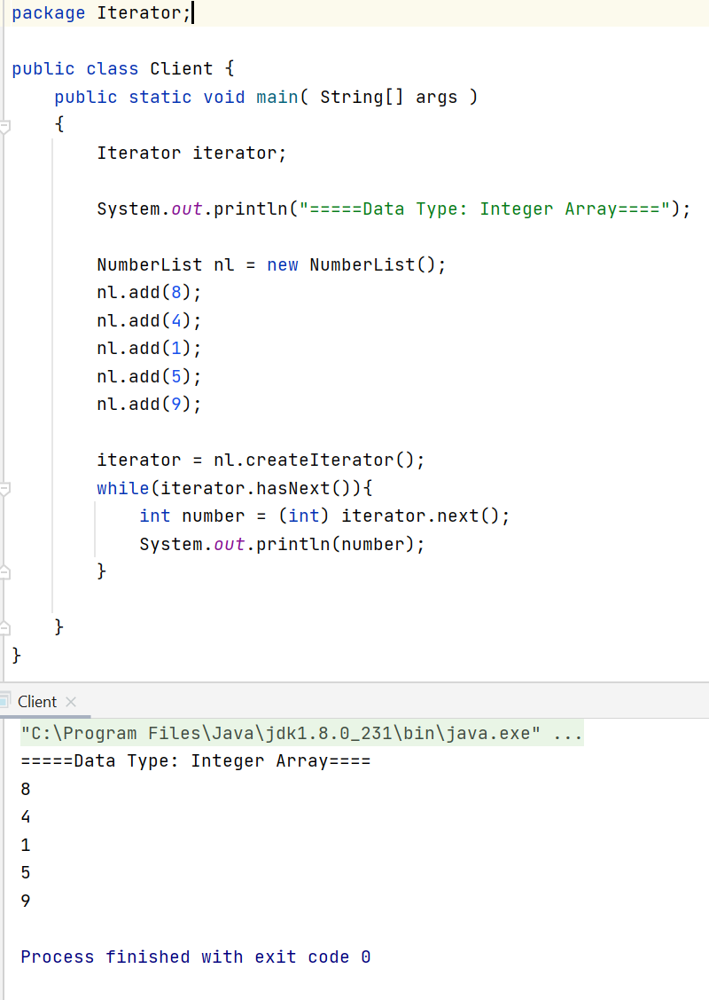 package Iterator;
public class Client {
public static void main( String[] args )
{
Iterator iterator;
System.out.println("=====Data Type: Integer Array====");
NumberList nl = new NumberList();
nl.add(8);
nl.add(4);
nl.add(1);
nl.add(5);
nl.add(9);
iterator = nl.createIterator();
while(iterator.hasNext()){
int number = (int) iterator.next();
System.out.println(number);
}
}
}
Client
"C:\Program Files\Java\jdk1.8.0_231\bin\java.exe" ...
=====Data Type: Integer Array====
8
4
1
5
9
Process finished with exit code 0